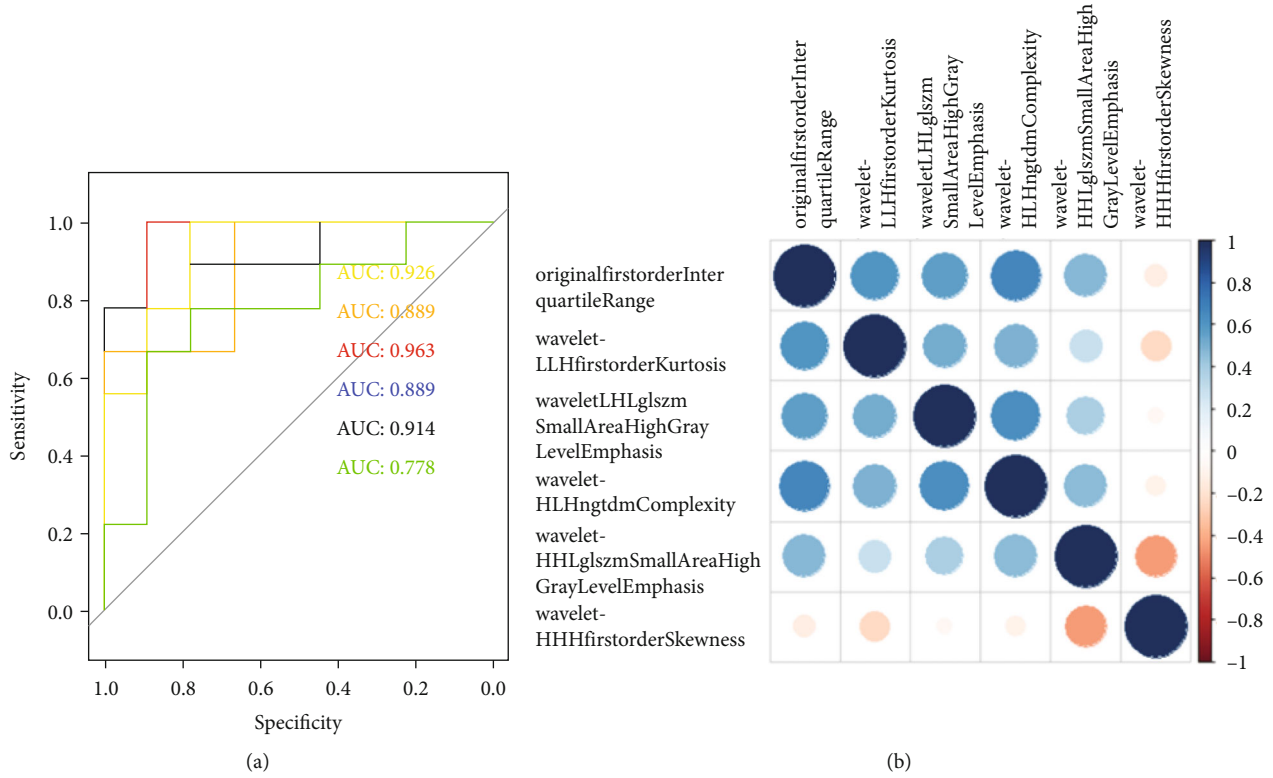 1.0
0.8
0.6
0.4
0.2
0.0
Sensitivity
AUC: 0.926
AUC: 0.889
AUC: 0.963
AUC: 0.889
AUC: 0.914
AUC: 0.778
1.0
0.8
0.6
0.4
0.2
0.0
Specificity
(a)
originalfirstorderInter
quartileRange
wavelet-
LLHfirstorderKurtosis
waveletLHLglszm
SmallAreaHighGray
LevelEmphasis
wavelet-
HLHngtdmComplexity
wavelet-
HHLglszmSmallAreaHigh
GrayLevelEmphasis
wavelet-
HHHfirstorderSkewness
originalfirstorderInter
quartileRange
wavelet-
LLHfirstorderKurtosis
waveletLHLglszm
SmallAreaHighGray
LevelEmphasis
wavelet-
HLHngtdmComplexity
wavelet-
HHLglszmSmallAreaHigh
GrayLevelEmphasis
wavelet-
HHHfirstorderSkewness
1
0.8
0.6
0.4
0.2
0
−0.2
−0.4
−0.6
−0.8
−1
(b)